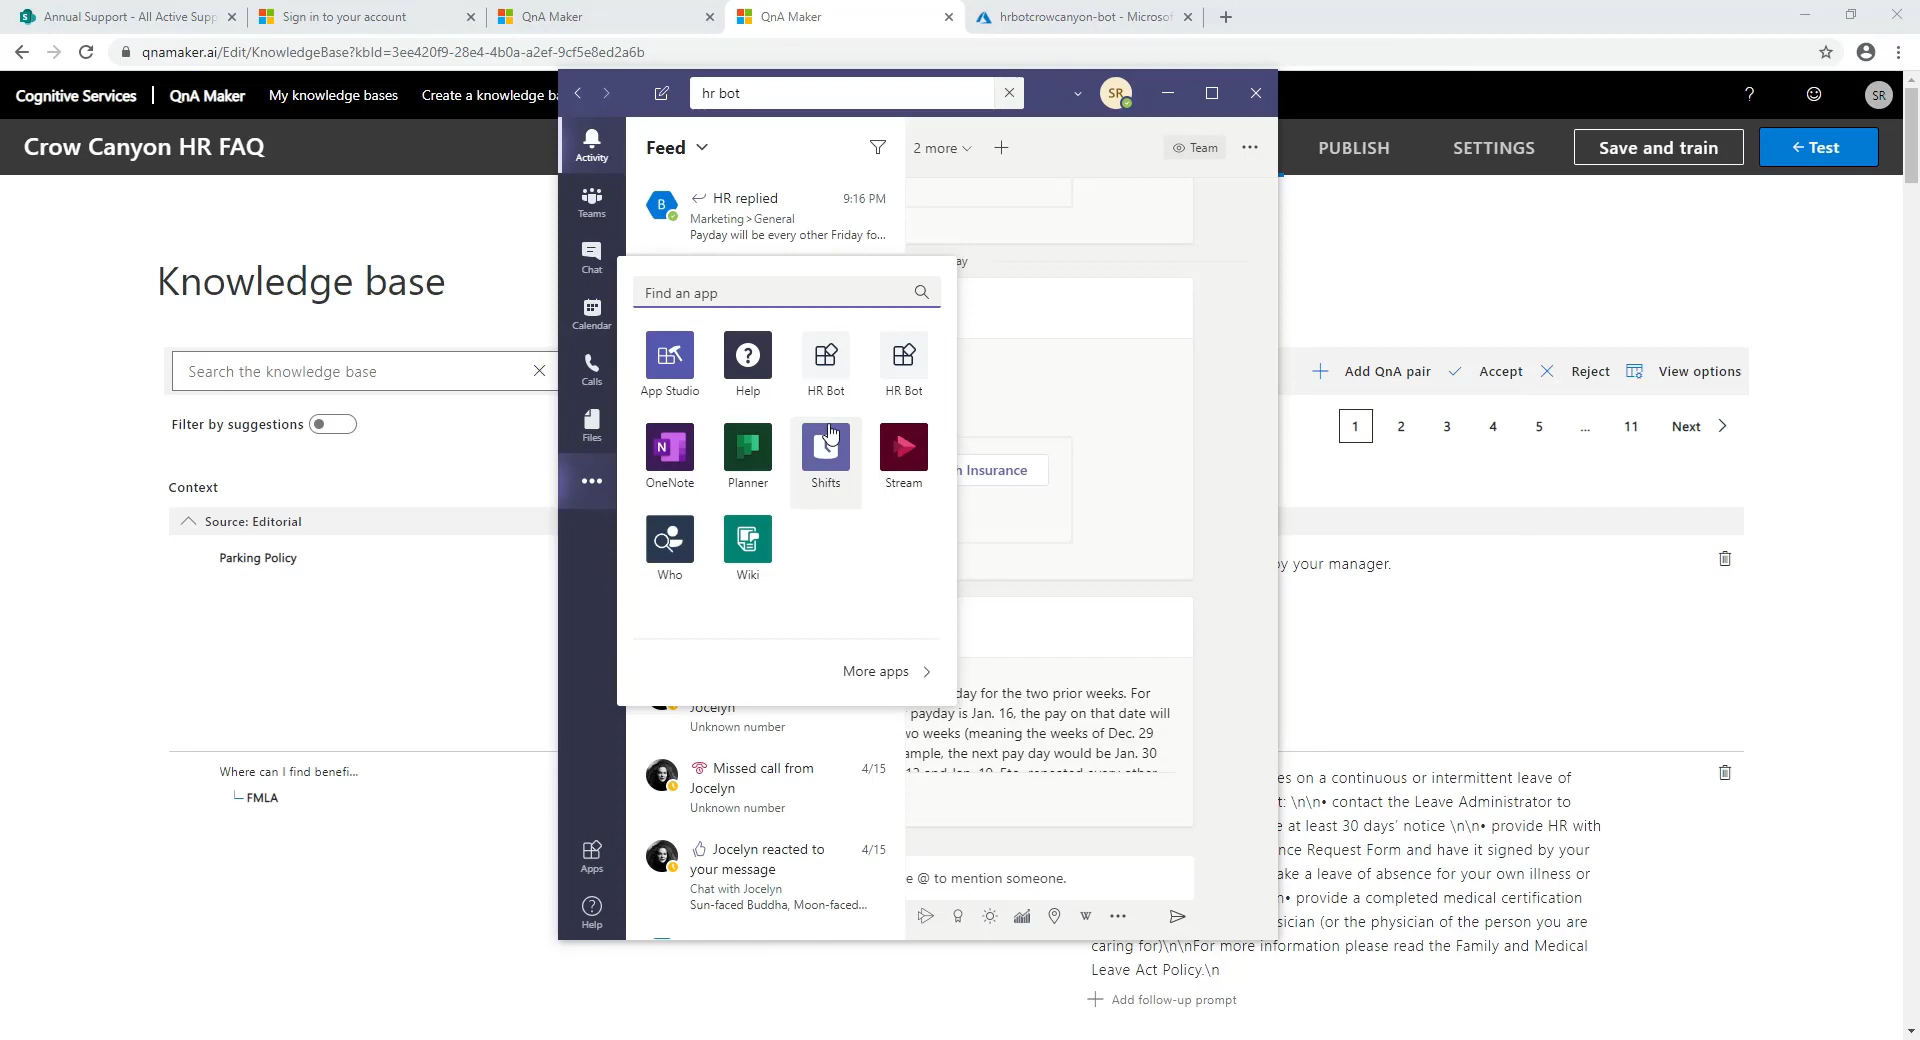 Annual Support - All Active Supp
Sign in to your account
QnA Maker
QnA Maker
hrbotcrowcanyon-bot - Microsof
qnamaker.ai/Edit/KnowledgeBase?kbId=3ee420f9-28e4-4b0a-a2ef-9cf5e8ed2a6b
Cognitive Services
QnA Maker
My knowledge bases
Create a knowledge ba
?
SR
Crow Canyon HR FAQ
PUBLISH
SETTINGS
Save and train
← Test
Knowledge base
Search the knowledge base
Filter by suggestions
Add QnA pair
Accept
Reject
View options
1
2
3
4
5
...
11
Next
Context
Source: Editorial
Parking Policy
by your manager.
Where can I find benefi...
FMLA
es on a continuous or intermittent leave of
t: \n\n• contact the Leave Administrator to
e at least 30 days' notice \n\n• provide HR with
nce Request Form and have it signed by your
ake a leave of absence for your own illness or
n• provide a completed medical certification
sician (or the physician of the person you are
caring for)\n\nFor more information please read the Family and Medical
Leave Act Policy.\n
Add follow-up prompt
hr bot
SR
Activity
Teams
Chat
Calendar
Calls
Files
Apps
Help
Feed
2 more
Team
B
HR replied
9:16 PM
Marketing > General
Payday will be every other Friday fo...
ay
Find an app
App Studio
Help
HR Bot
HR Bot
OneNote
Planner
Shifts
Stream
Who
Wiki
More apps
h Insurance
day for the two prior weeks. For
payday is Jan. 16, the pay on that date will
wo weeks (meaning the weeks of Dec. 29
ample, the next pay day would be Jan. 30
Jocelyn
Unknown number
Missed call from
4/15
Jocelyn
Unknown number
Jocelyn reacted to
4/15
your message
Chat with Jocelyn
Sun-faced Buddha, Moon-faced...
e @ to mention someone.
W